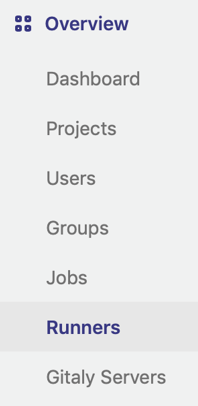 Overview
Dashboard
Projects
Users
Groups
Jobs
Runners
Gitaly Servers